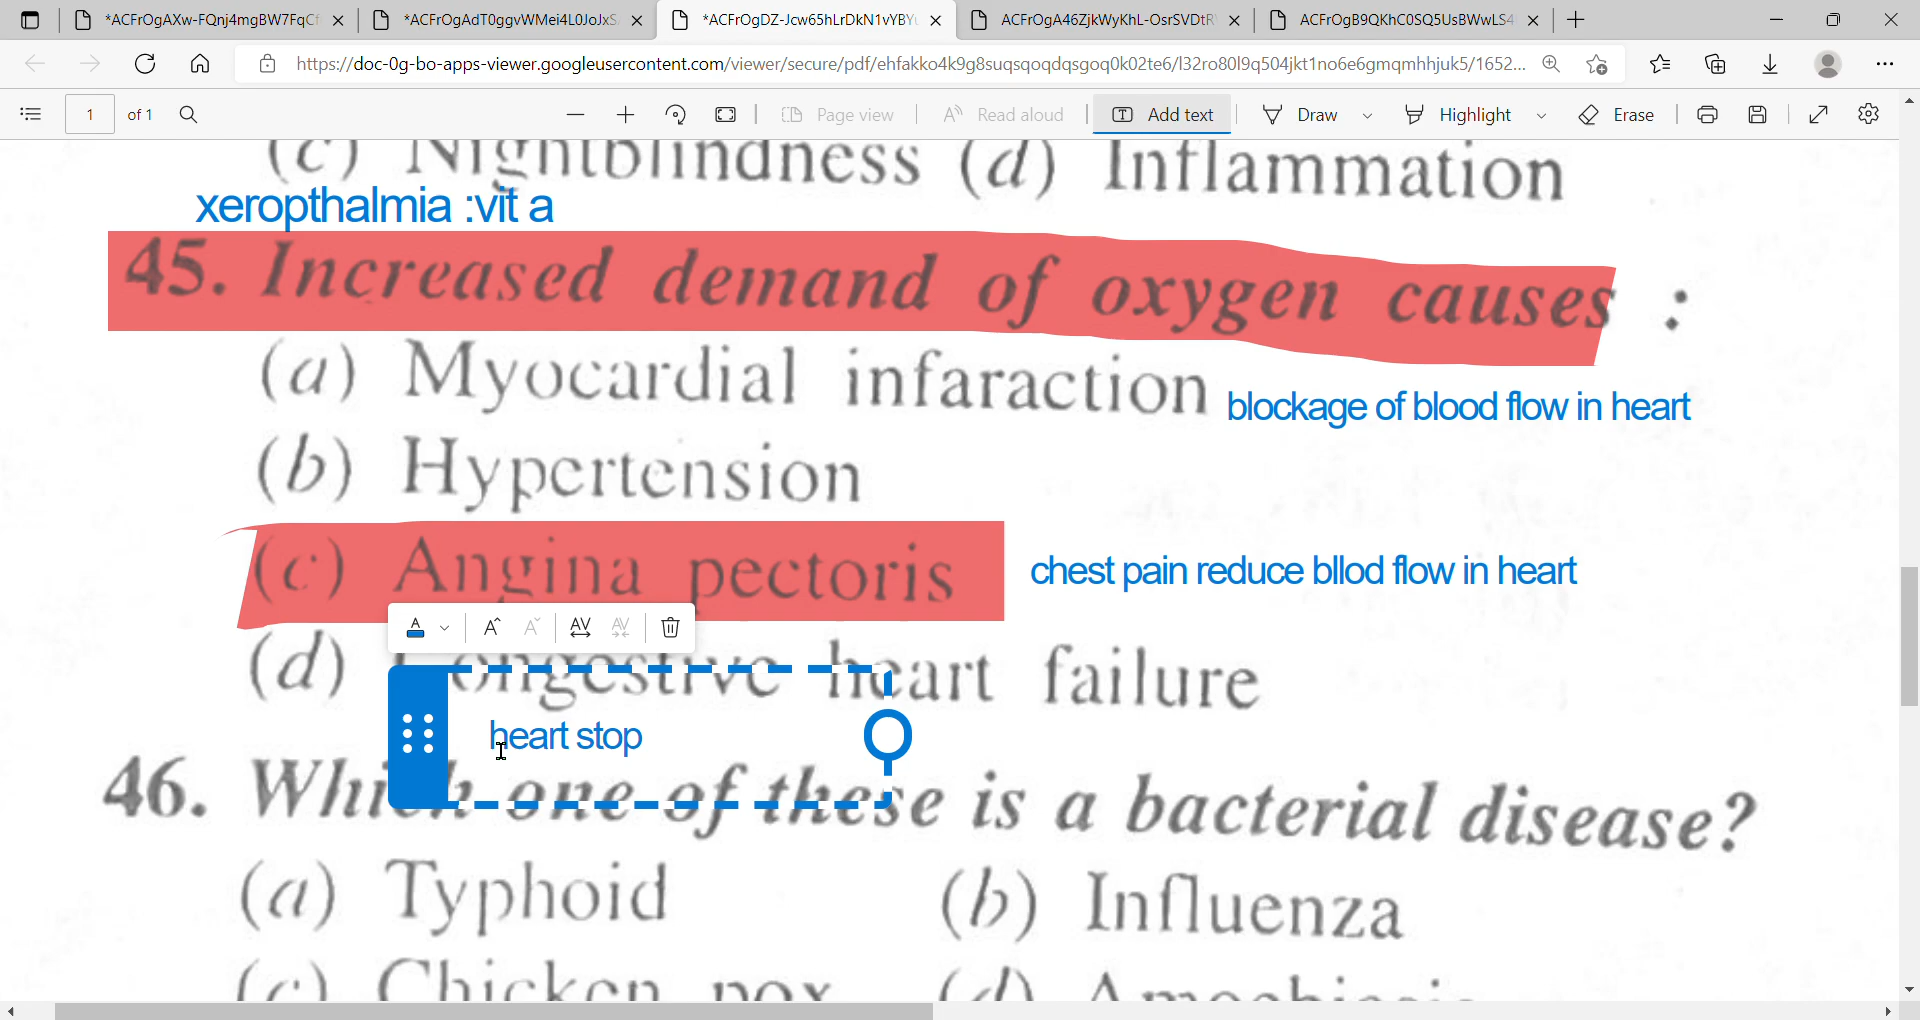 *ACFrOgAXw-FQnj4mgBW7FqCf
*ACFrOgAdT0ggvWMei4L0JoJxS
*ACFrOgDZ-Jcw65hLrDkN1vYBYu
ACFrOgA46ZjkWyKhL-OsrSVDtR
ACFrOgB9QKhC0SQ5UsBWwLS4
https://doc-0g-bo-apps-viewer.googleusercontent.com/viewer/secure/pdf/ehfakko4k9g8suqsqoqdqsgoq0k02te6/l32ro80l9q504jkt1no6e6gmqmhhjuk5/1652...
1 of 1 Page view Read aloud Add text Draw Highlight Erase
(c) Nightblindness (d) Inflammation
xeropthalmia :vit a
45. Increased demand of oxygen causes :
(a) Myocardial infaraction blockage of blood flow in heart
(b) Hypertension
(c) Angina pectoris chest pain reduce bllod flow in heart
(d) Congestive heart failure
heart stop
46. Which one of these is a bacterial disease?
(a) Typhoid (b) Influenza
(c) Chicken pox (d) Amoebiasis